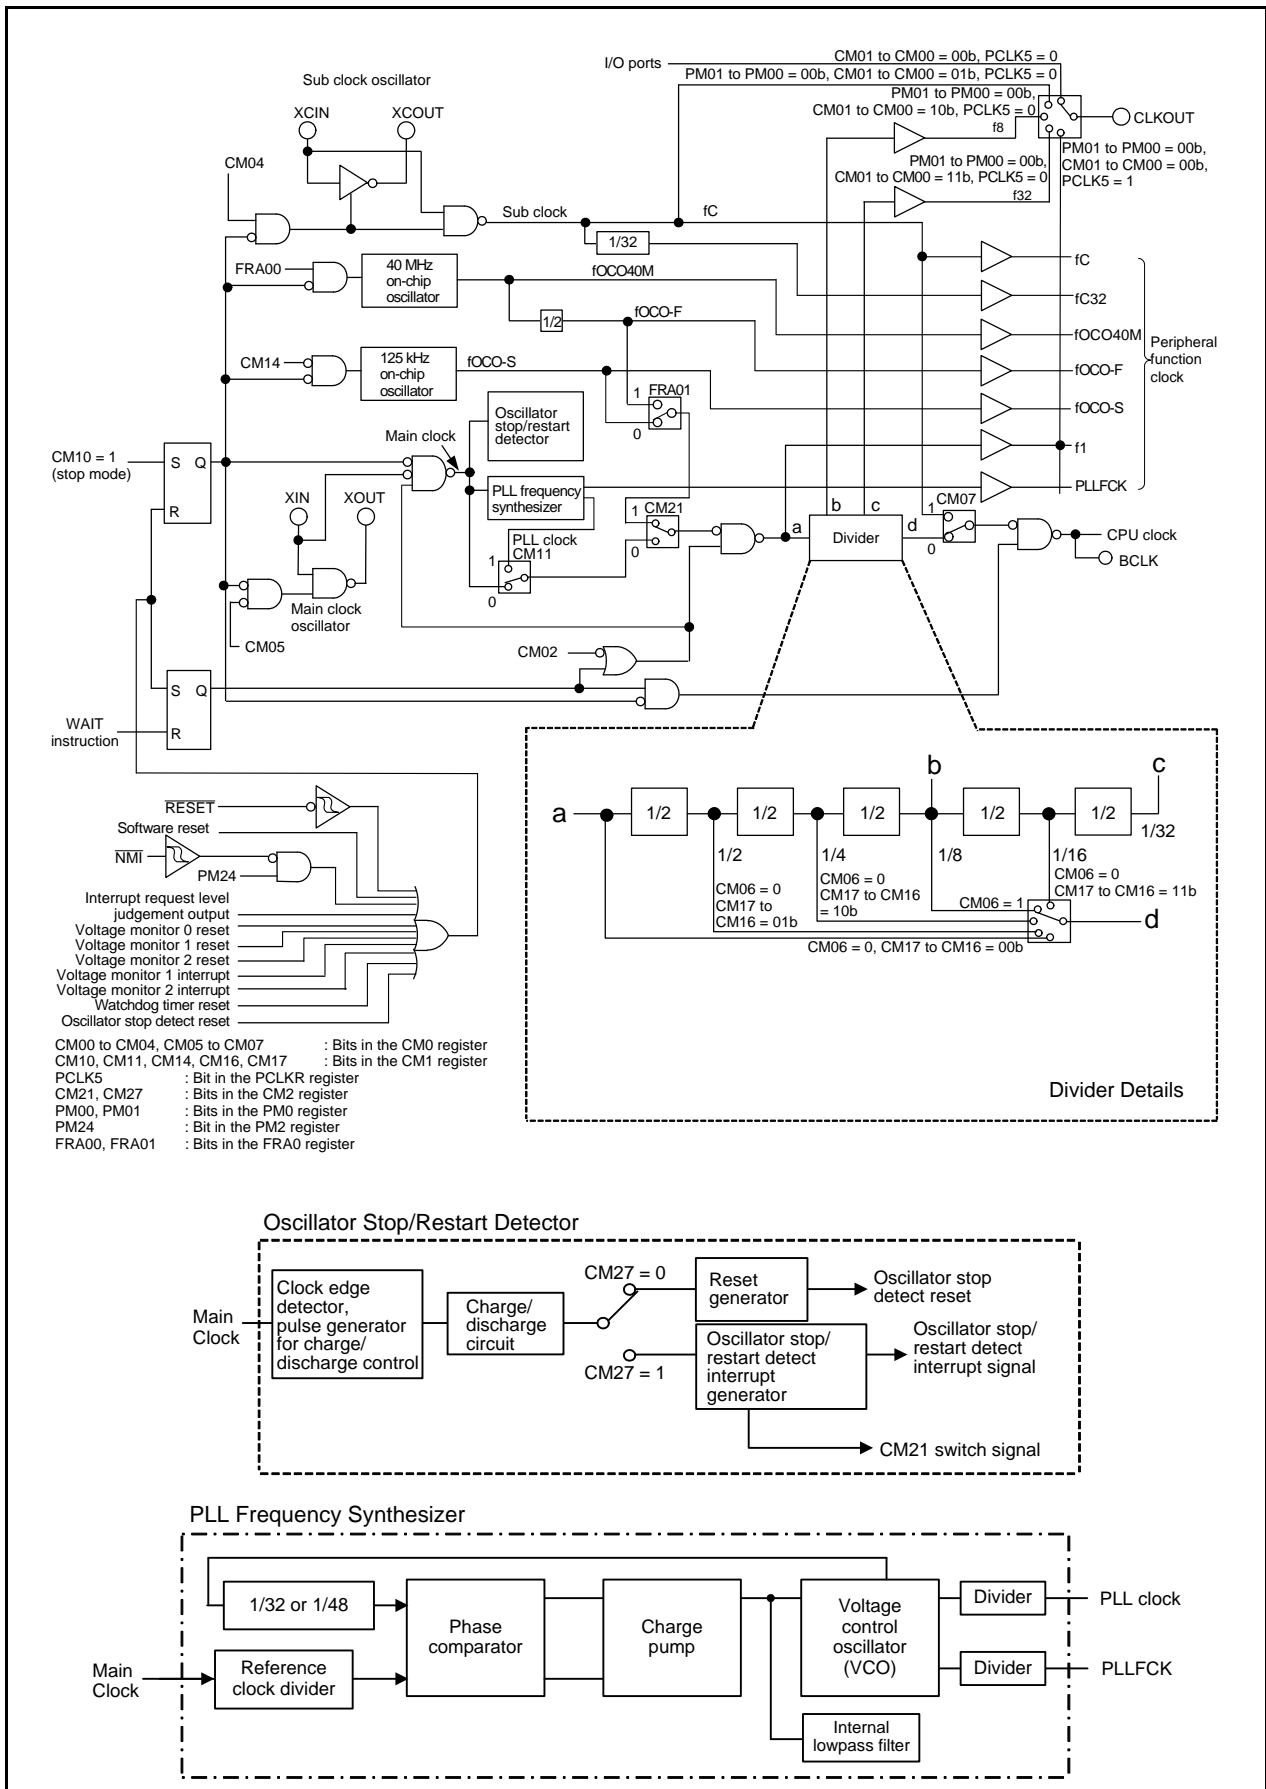 I/O ports
CM01 to CM00 = 00b, PCLK5 = 0
PM01 to PM00 = 00b, CM01 to CM00 = 01b, PCLK5 = 0
Sub clock oscillator
PM01 to PM00 = 00b,
CM01 to CM00 = 10b, PCLK5 = 0
XCIN
XCOUT
f8
CLKOUT
CM04
PM01 to PM00 = 00b,
CM01 to CM00 = 11b, PCLK5 = 0
PM01 to PM00 = 00b,
CM01 to CM00 = 00b,
PCLK5 = 1
f32
Sub clock
fC
1/32
fC
FRA00
40 MHz
on-chip
oscillator
fOCO40M
fC32
1/2
fOCO-F
fOCO40M
Peripheral
function
clock
CM14
125 kHz
on-chip
oscillator
fOCO-S
fOCO-F
1
FRA01
0
fOCO-S
Oscillator
stop/restart
detector
Main clock
f1
CM10 = 1
(stop mode)
S
Q
R
PLL frequency
synthesizer
PLLFCK
XIN
XOUT
1
CM21
0
b
c
CM07
1
0
a
Divider
d
CPU clock
BCLK
PLL clock
CM11
1
0
Main clock
oscillator
CM05
CM02
S
Q
R
WAIT
instruction
RESET
Software reset
NMI
PM24
Interrupt request level
judgement output
Voltage monitor 0 reset
Voltage monitor 1 reset
Voltage monitor 2 reset
Voltage monitor 1 interrupt
Voltage monitor 2 interrupt
Watchdog timer reset
Oscillator stop detect reset
b
c
a
1/2
1/2
1/2
1/2
1/2
1/32
1/2
1/4
1/8
1/16
CM06 = 0
CM17 to
CM16 = 01b
CM06 = 0
CM17 to CM16
= 10b
CM06 = 1
CM06 = 0
CM17 to CM16 = 11b
d
CM06 = 0, CM17 to CM16 = 00b
Divider Details
CM00 to CM04, CM05 to CM07 : Bits in the CM0 register
CM10, CM11, CM14, CM16, CM17 : Bits in the CM1 register
PCLK5 : Bit in the PCLKR register
CM21, CM27 : Bits in the CM2 register
PM00, PM01 : Bits in the PM0 register
PM24 : Bit in the PM2 register
FRA00, FRA01 : Bits in the FRA0 register
Oscillator Stop/Restart Detector
Main
Clock
Clock edge
detector,
pulse generator
for charge/
discharge control
Charge/
discharge
circuit
CM27 = 0
CM27 = 1
Reset
generator
Oscillator stop
detect reset
Oscillator stop/
restart detect
interrupt
generator
Oscillator stop/
restart detect
interrupt signal
CM21 switch signal
PLL Frequency Synthesizer
1/32 or 1/48
Main
Clock
Reference
clock divider
Phase
comparator
Charge
pump
Voltage
control
oscillator
(VCO)
Divider
PLL clock
Divider
PLLFCK
Internal
lowpass filter